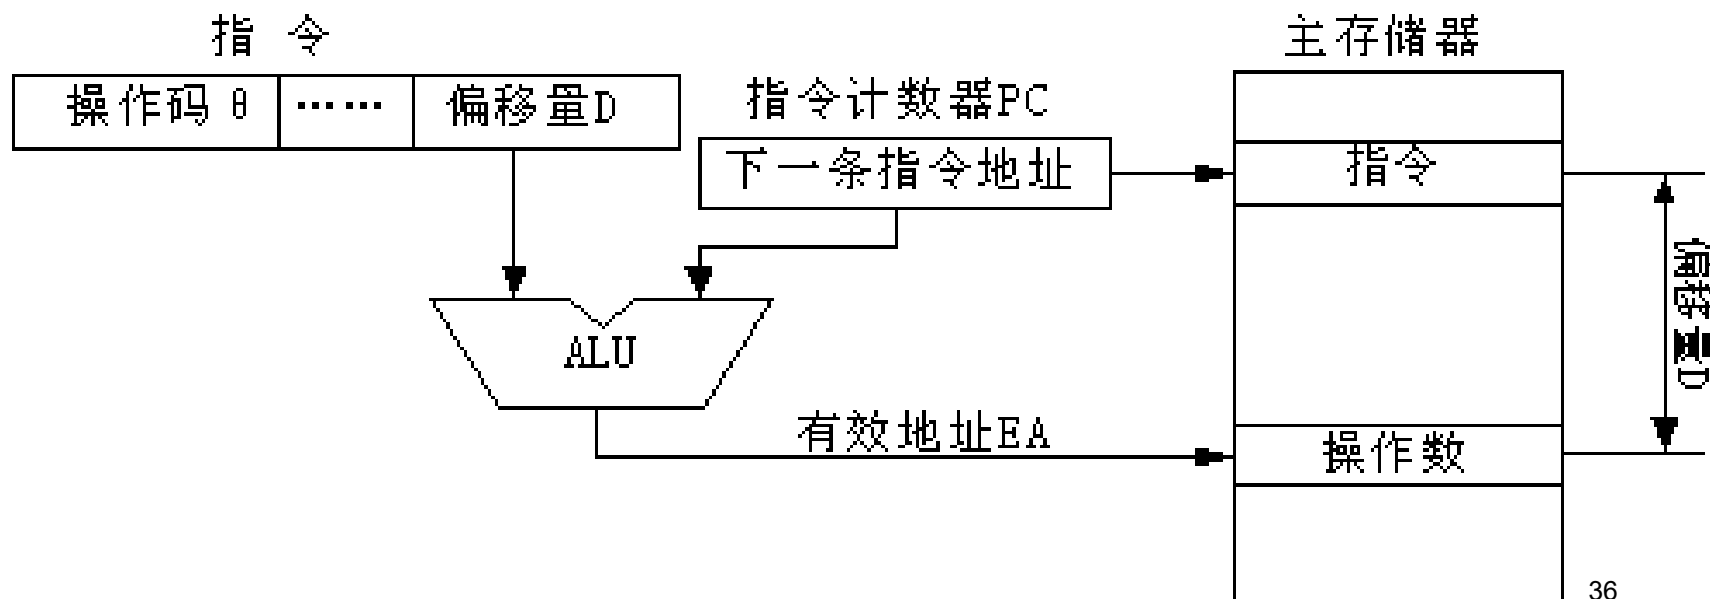 指 令
操作码 θ
……
偏移量D
指令计数器PC
下一条指令地址
主存储器
指令
偏移量D
ALU
有效地址EA
操作数
36